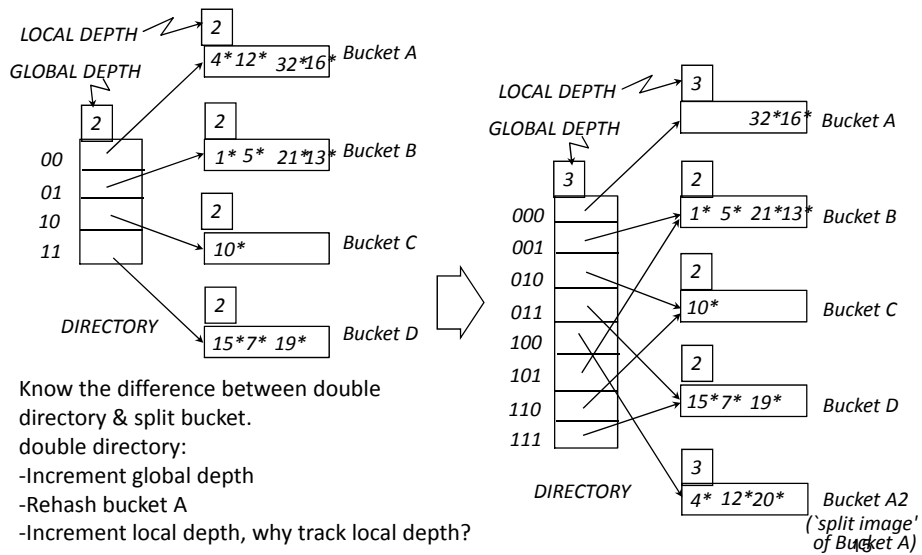 LOCAL DEPTH
2
4* 12* 32* 16*
Bucket A
GLOBAL DEPTH
2
2
1* 5* 21* 13*
Bucket B
00
01
10
11
2
10*
Bucket C
2
15* 7* 19*
Bucket D
DIRECTORY
LOCAL DEPTH
3
32* 16*
Bucket A
GLOBAL DEPTH
3
2
1* 5* 21* 13*
Bucket B
000
001
010
011
100
101
110
111
2
10*
Bucket C
2
15* 7* 19*
Bucket D
DIRECTORY
3
4* 12* 20*
Bucket A2
(`split image'
of Bucket A)
Know the difference between double
directory & split bucket.
double directory:
-Increment global depth
-Rehash bucket A
-Increment local depth, why track local depth?